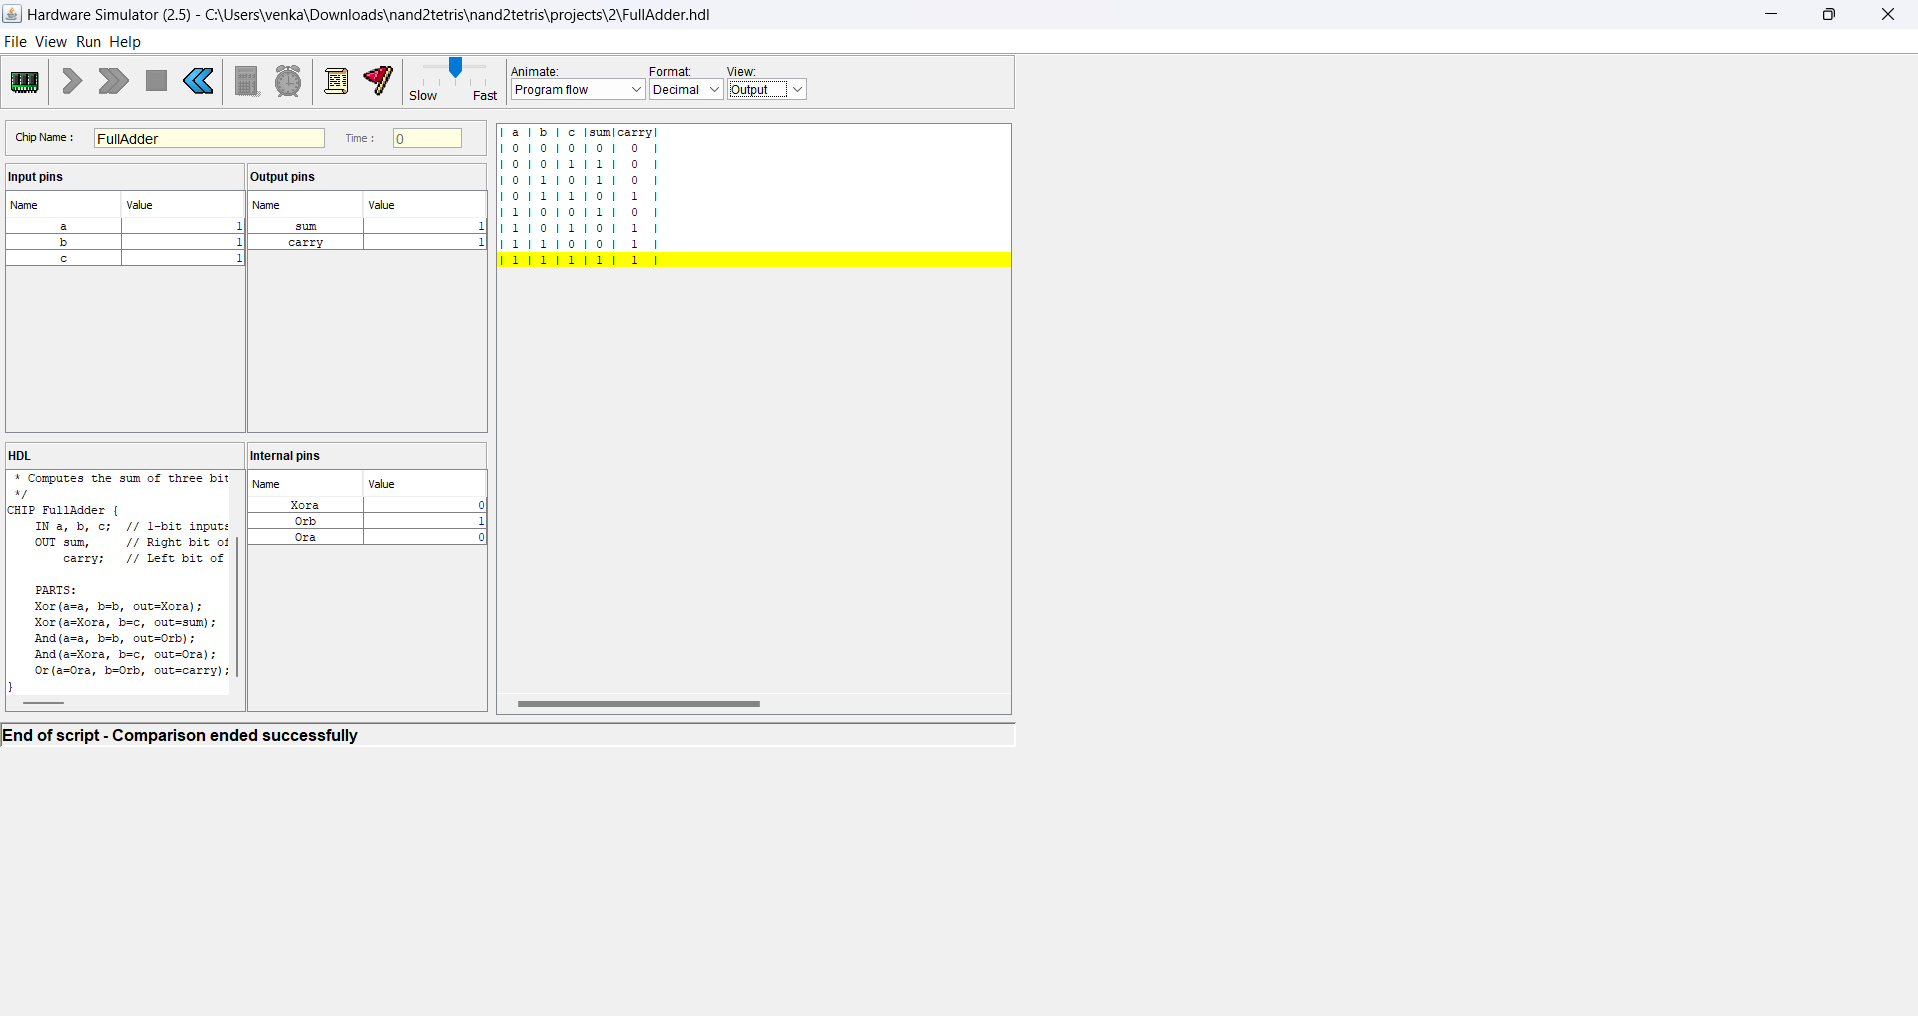 Hardware Simulator (2.5) - C:\Users\venka\Downloads\nand2tetris\nand2tetris\projects\2\FullAdder.hdl
File View Run Help
Slow Fast
Animate: Format: View:
Program flow Decimal Output
Chip Name : FullAdder Time : 0
Input pins
Name Value
a 1
b 1
c 1
Output pins
Name Value
sum 1
carry 1
| a | b | c |sum|carry|
| 0 | 0 | 0 | 0 |  0  |
| 0 | 0 | 1 | 1 |  0  |
| 0 | 1 | 0 | 1 |  0  |
| 0 | 1 | 1 | 0 |  1  |
| 1 | 0 | 0 | 1 |  0  |
| 1 | 0 | 1 | 0 |  1  |
| 1 | 1 | 0 | 0 |  1  |
| 1 | 1 | 1 | 1 |  1  |
HDL
* Computes the sum of three bit
*/
CHIP FullAdder {
IN a, b, c;  // 1-bit inputs
OUT sum,     // Right bit of
carry;   // Left bit of
PARTS:
Xor(a=a, b=b, out=Xora);
Xor(a=Xora, b=c, out=sum);
And(a=a, b=b, out=Orb);
And(a=Xora, b=c, out=Ora);
Or(a=Ora, b=Orb, out=carry);
}
Internal pins
Name Value
Xora 0
Orb 1
Ora 0
End of script - Comparison ended successfully